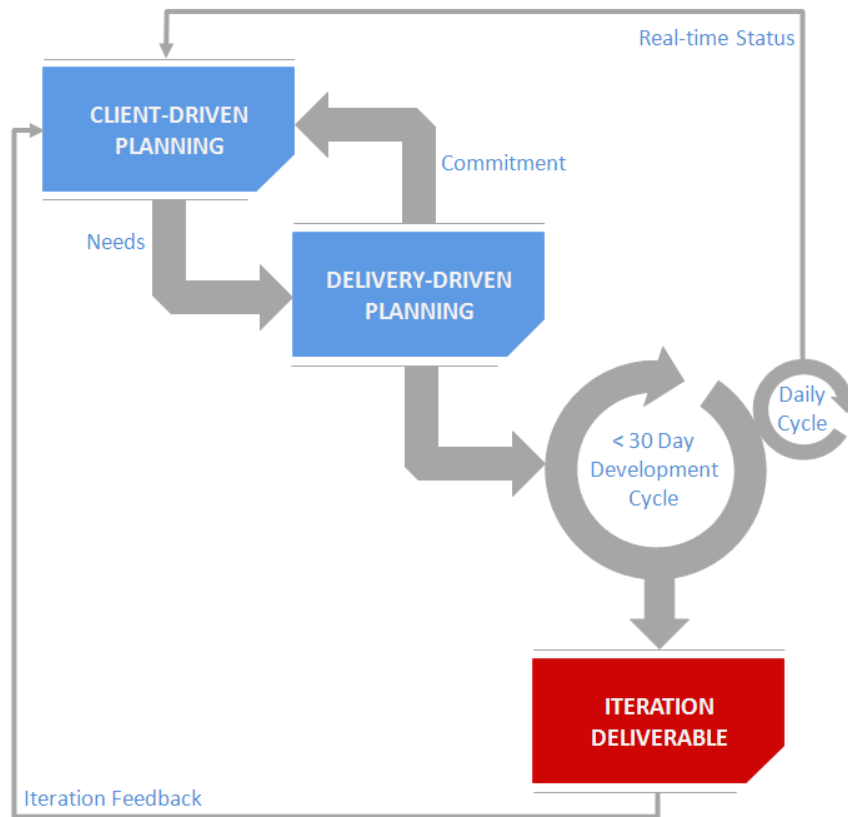 Real-time Status
CLIENT-DRIVEN
PLANNING
Commitment
Needs
DELIVERY-DRIVEN
PLANNING
Daily
Cycle
< 30 Day
Development
Cycle
ITERATION
DELIVERABLE
Iteration Feedback